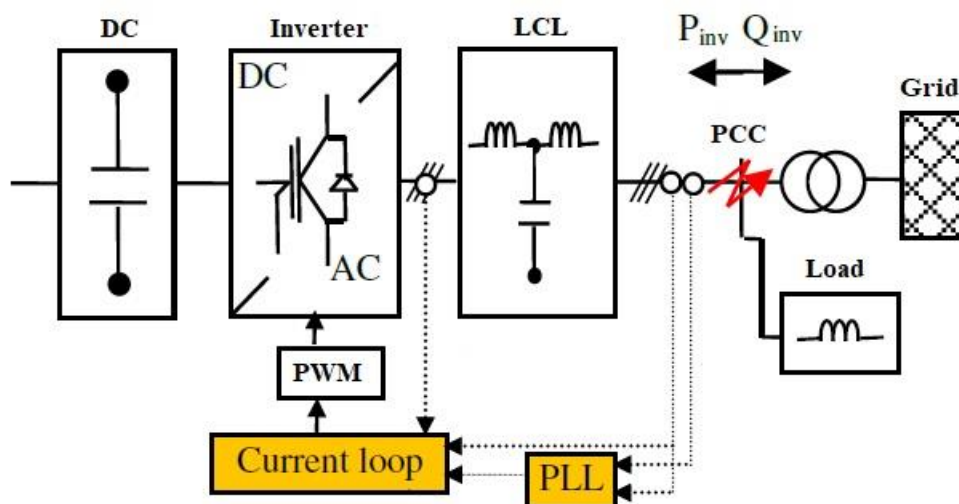 DC
Inverter
LCL
P_inv Q_inv
Grid
DC
PCC
AC
Load
PWM
Current loop
PLL